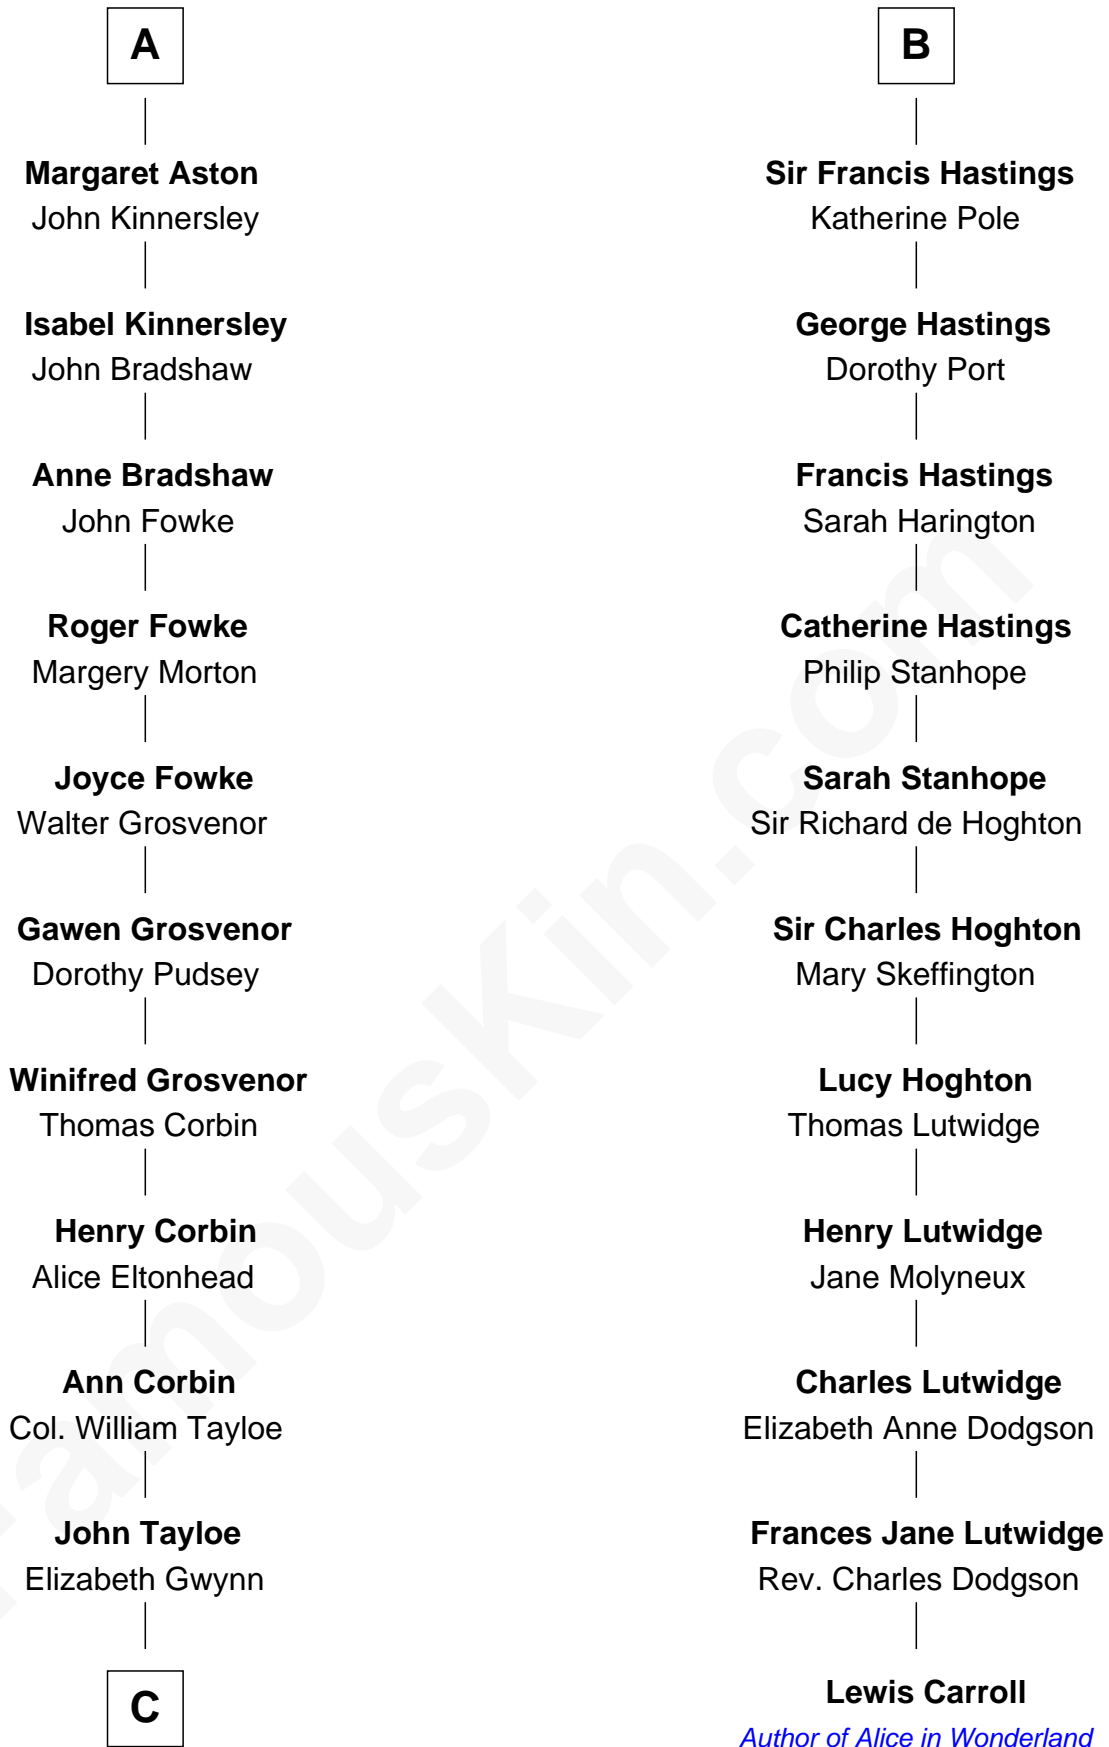 A
Margaret Aston
John Kinnersley
Isabel Kinnersley
John Bradshaw
Anne Bradshaw
John Fowke
Roger Fowke
Margery Morton
Joyce Fowke
Walter Grosvenor
Gawen Grosvenor
Dorothy Pudsey
Winifred Grosvenor
Thomas Corbin
Henry Corbin
Alice Eltonhead
Ann Corbin
Col. William Tayloe
John Tayloe
Elizabeth Gwynn
C
B
Sir Francis Hastings
Katherine Pole
George Hastings
Dorothy Port
Francis Hastings
Sarah Harington
Catherine Hastings
Philip Stanhope
Sarah Stanhope
Sir Richard de Hoghton
Sir Charles Hoghton
Mary Skeffington
Lucy Hoghton
Thomas Lutwidge
Henry Lutwidge
Jane Molyneux
Charles Lutwidge
Elizabeth Anne Dodgson
Frances Jane Lutwidge
Rev. Charles Dodgson
Lewis Carroll
Author of Alice in Wonderland
FamousKin.com